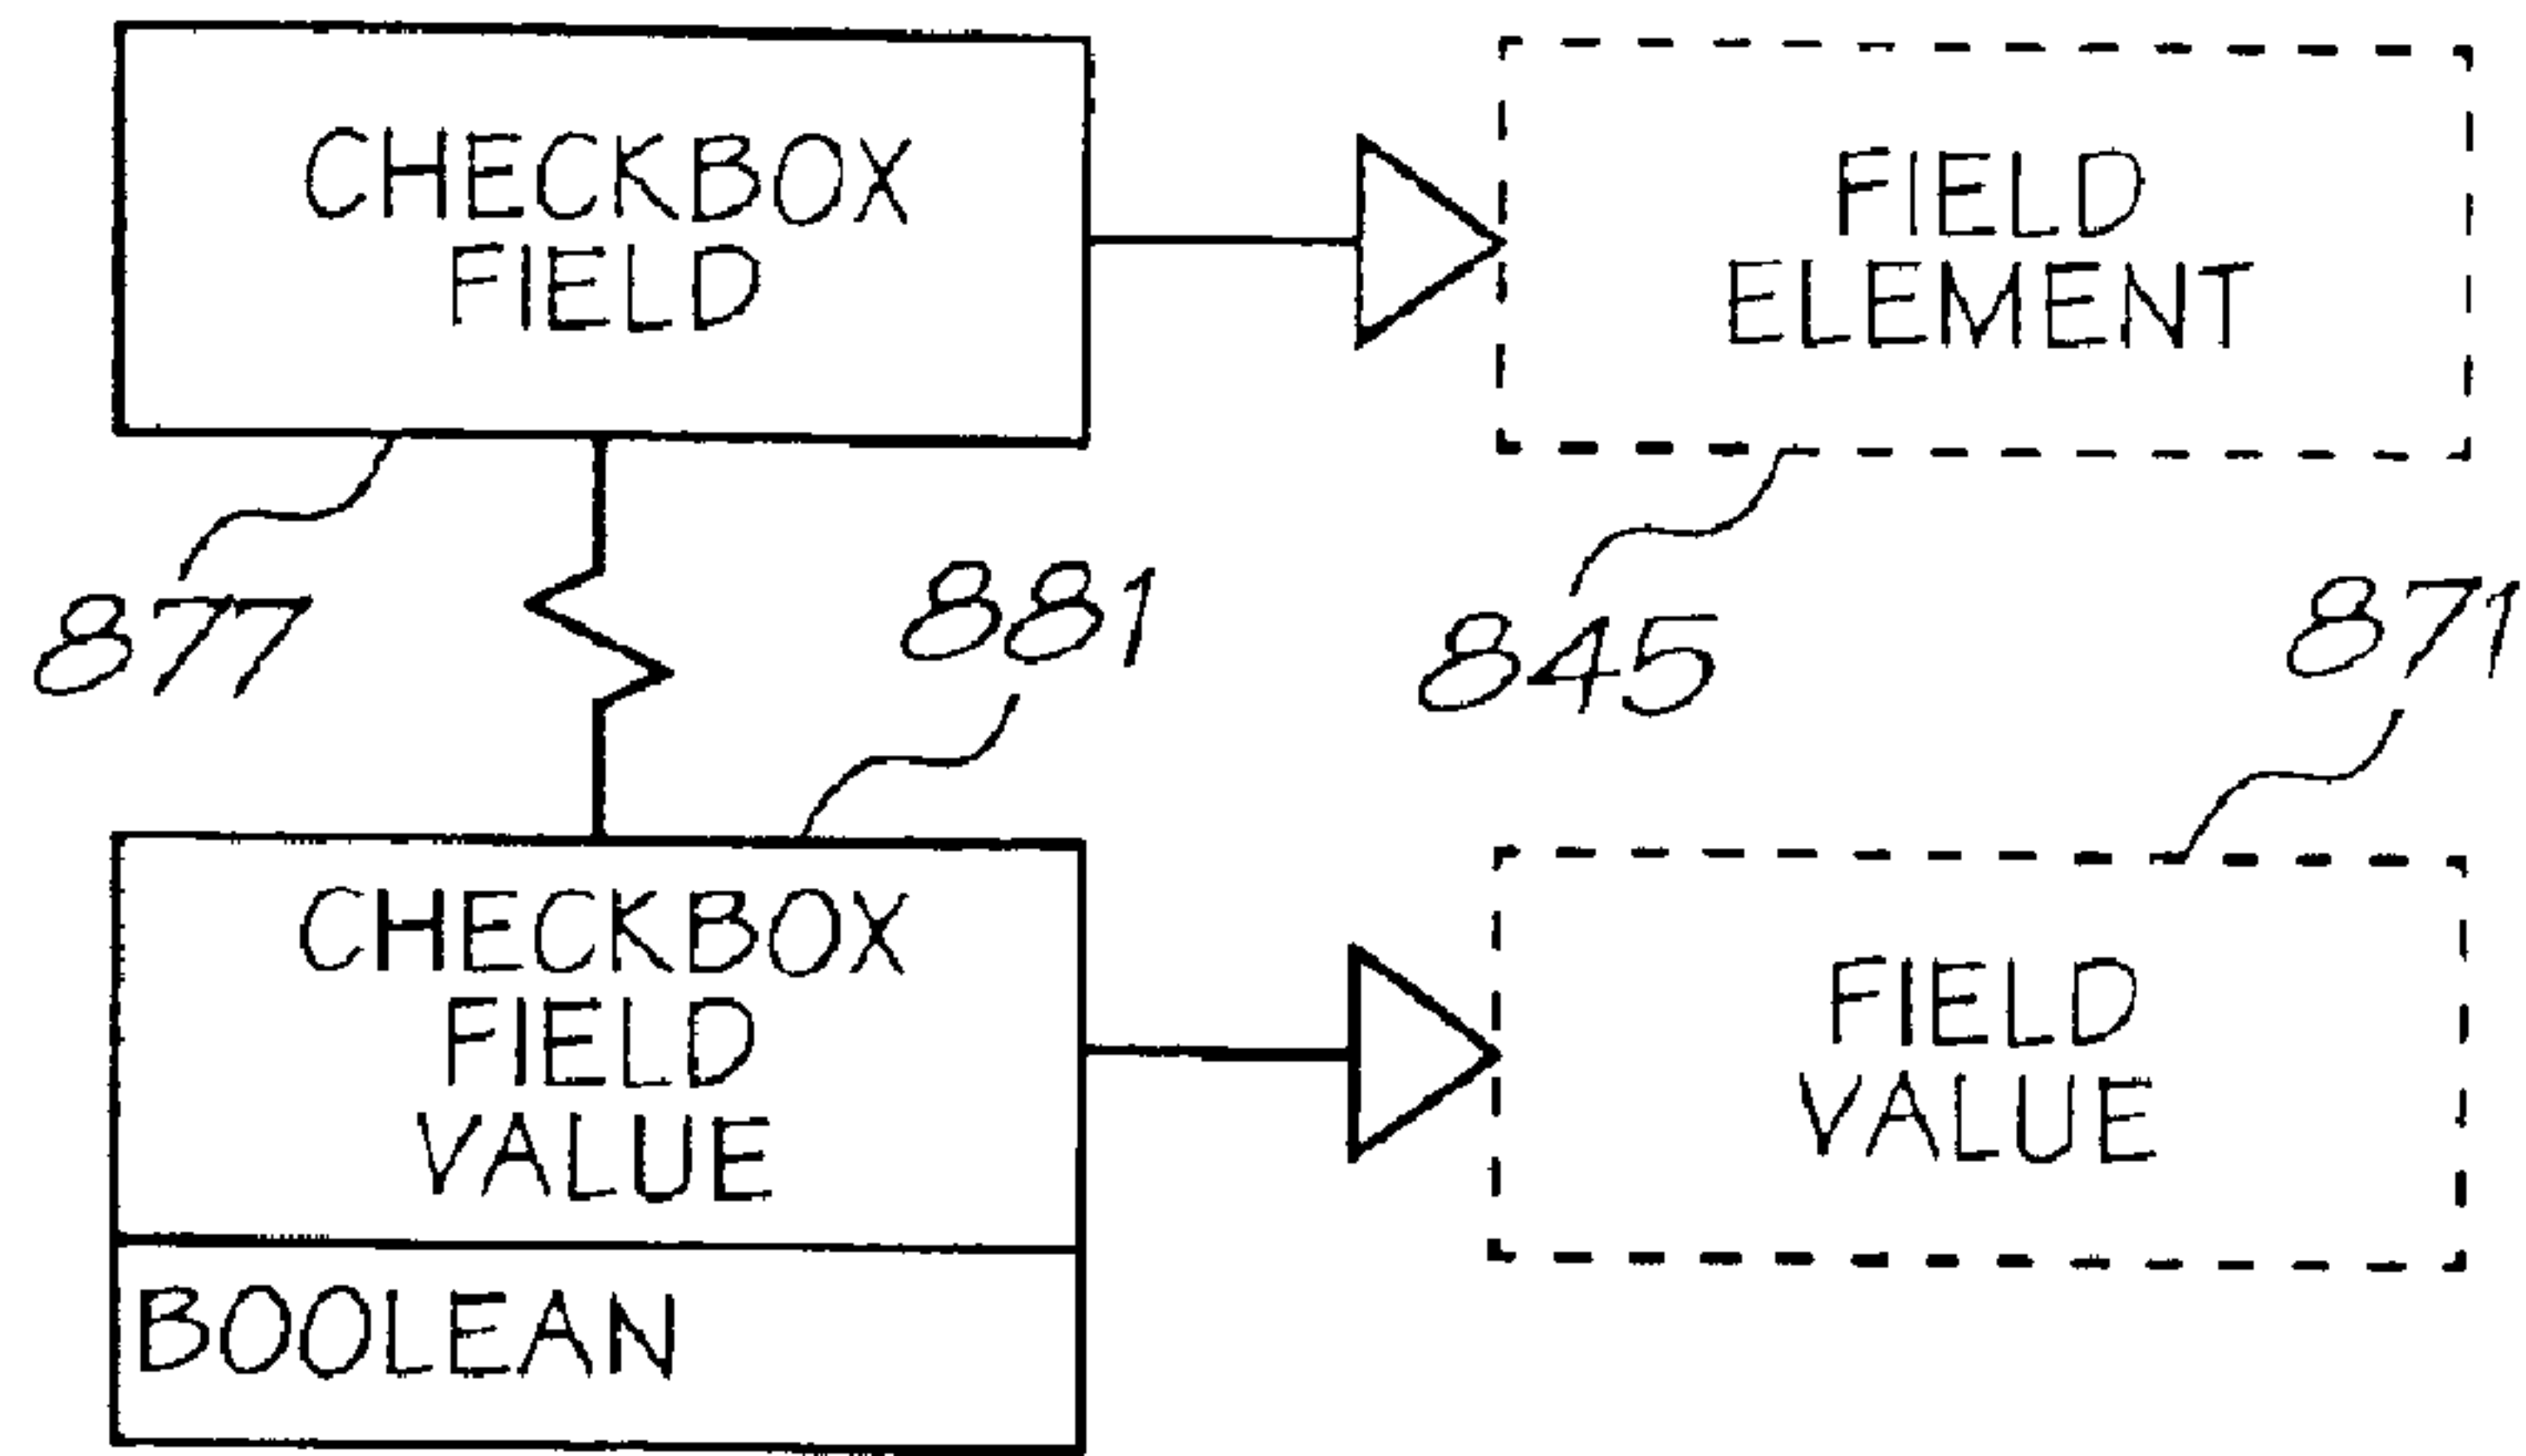 CHECKBOX
FIELD
FIELD
ELEMENT
877
881
845
871
CHECKBOX
FIELD
VALUE
BOOLEAN
FIELD
VALUE